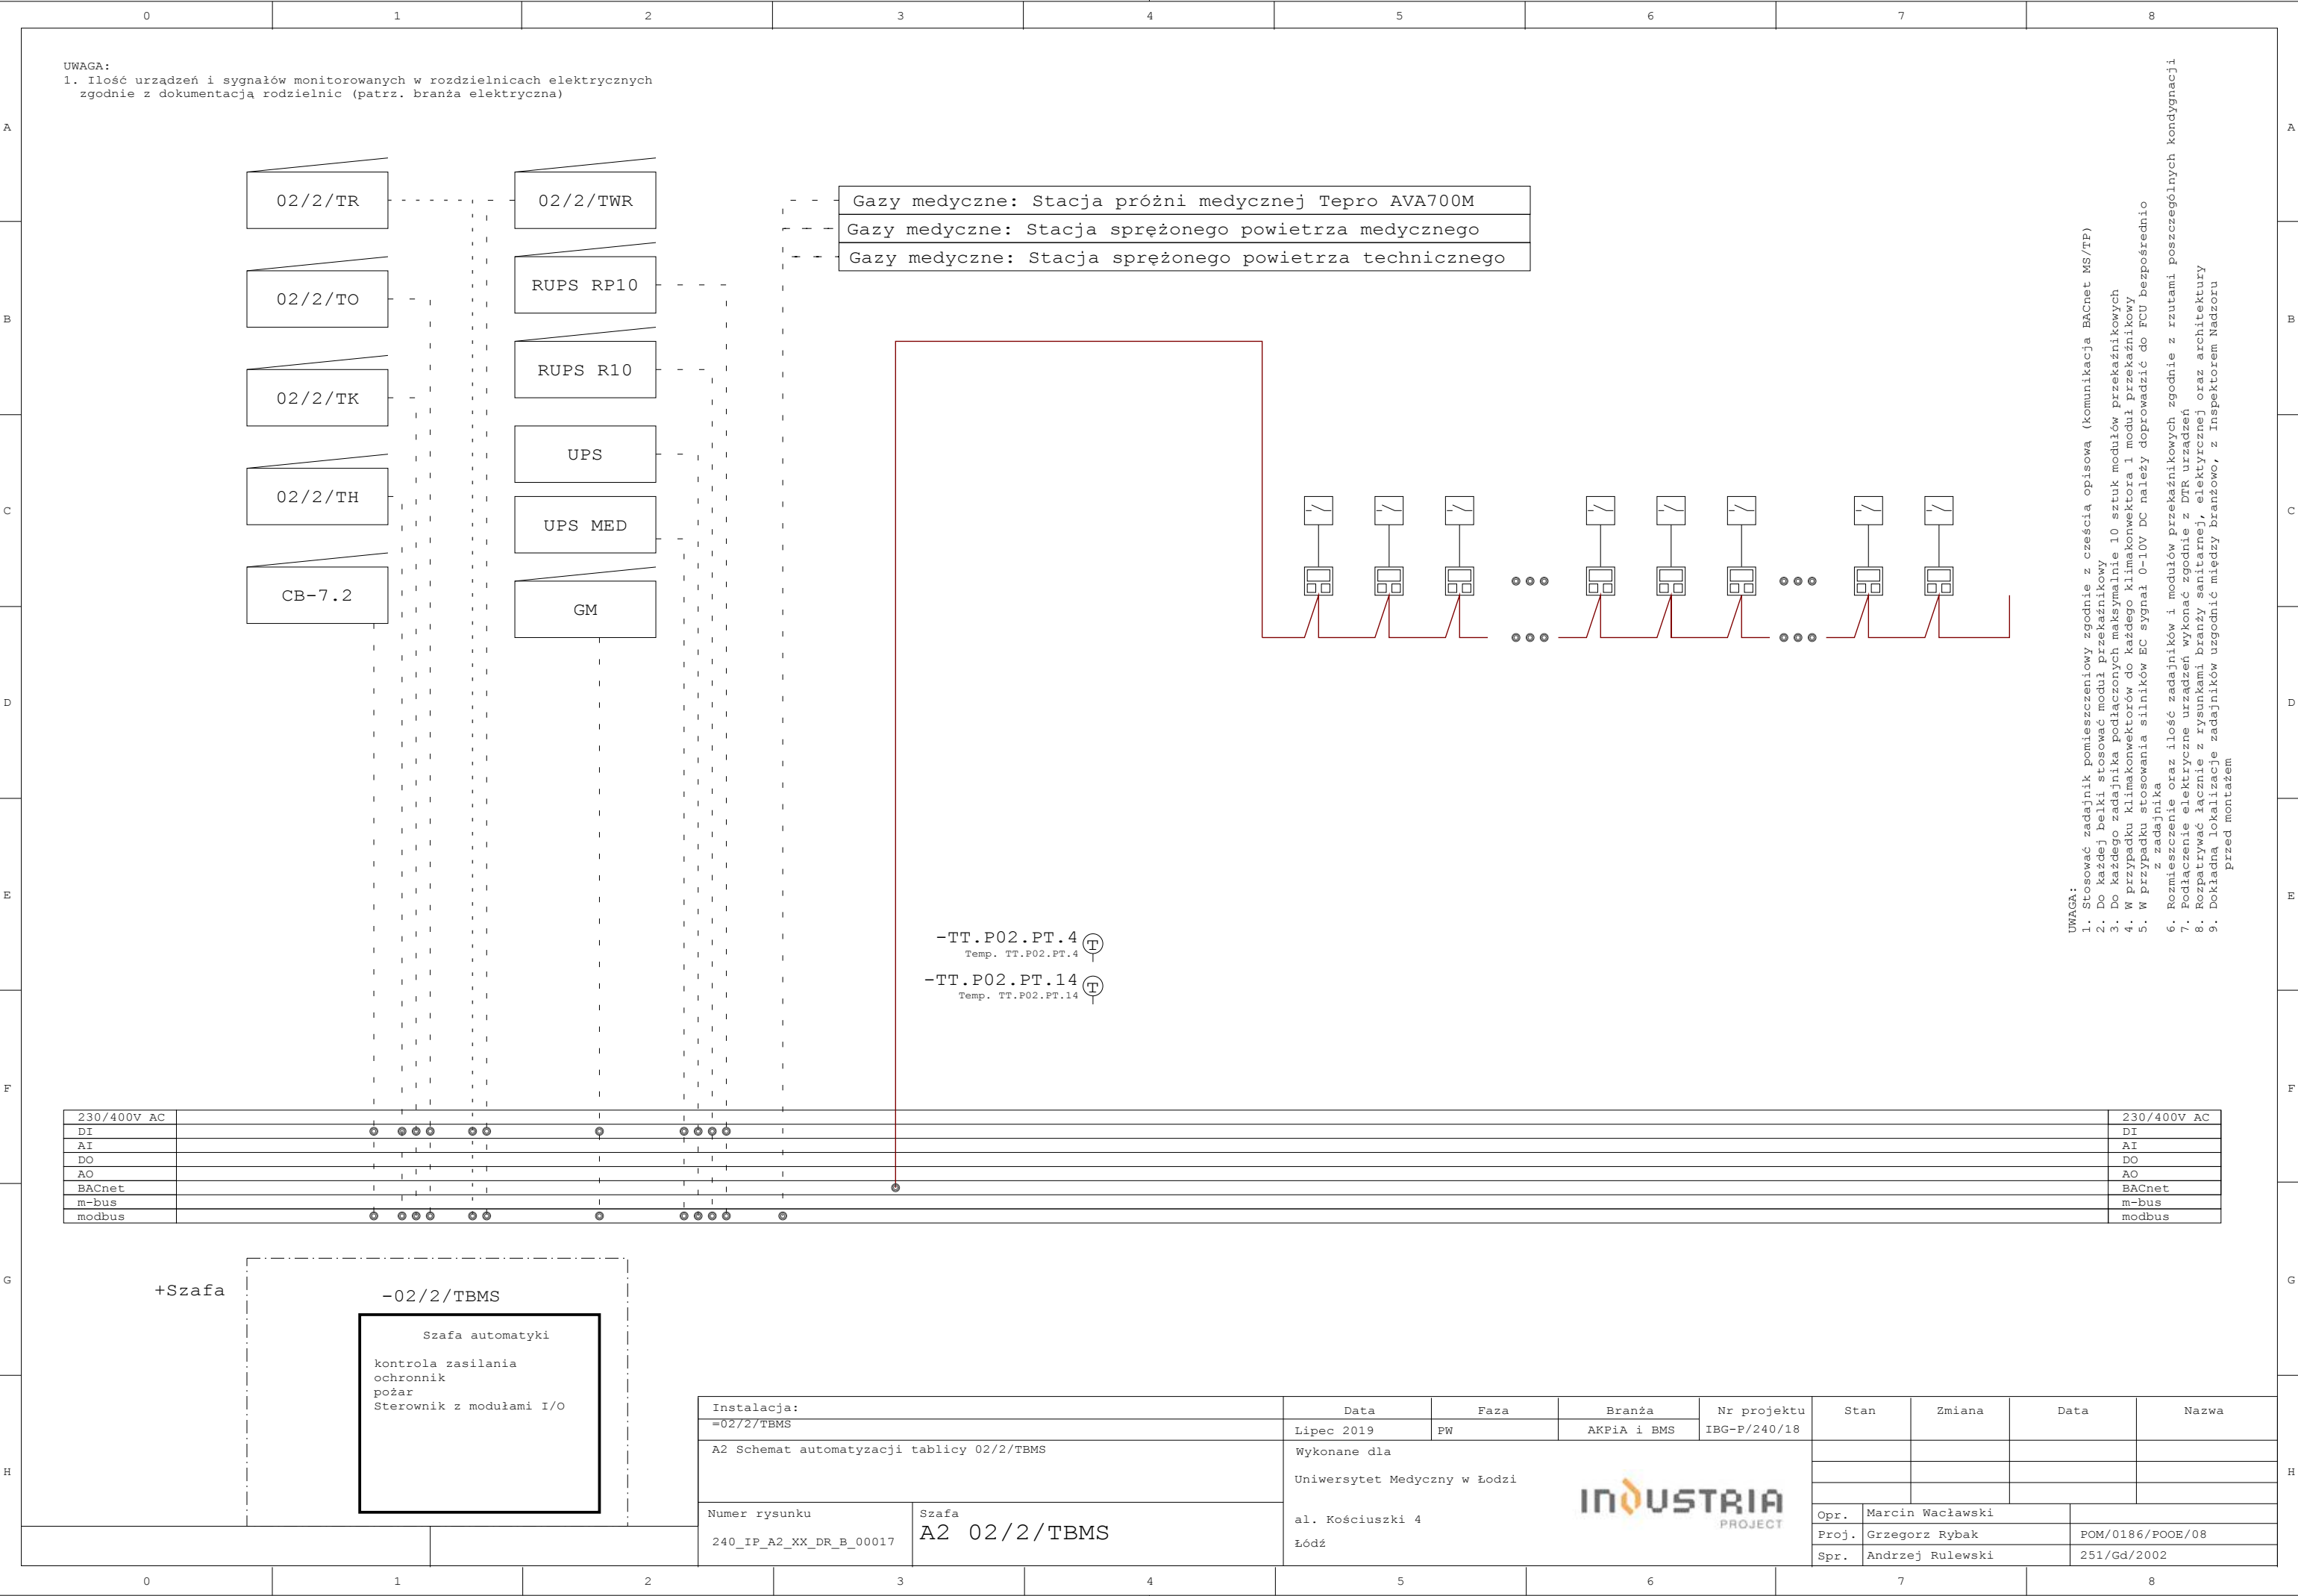 0 1 2 3 4 5 6 7 8
UWAGA:
1. Ilość urządzeń i sygnałów monitorowanych w rozdzielnicach elektrycznych
zgodnie z dokumentacją rodzielnic (patrz. branża elektryczna)
A A
02/2/TR
02/2/TWR
Gazy medyczne: Stacja próżni medycznej Tepro AVA700M
Gazy medyczne: Stacja sprężonego powietrza medycznego
Gazy medyczne: Stacja sprężonego powietrza technicznego
02/2/TO
RUPS RP10
B B
RUPS R10
02/2/TK
UPS
02/2/TH
C C
UPS MED
CB-7.2
GM
D D
UWAGA:
1. Stosować zadajnik pomieszczeniowy zgodnie z cześcią opisową (komunikacja BACnet MS/TP)
2. Do każdej belki stosować moduł przekaźnikowy
3. Do każdego zadajnika podłączonych maksymalnie 10 sztuk modułów przekaźnikowych
4. W przypadku klimakonwektorów do każdego klimakonwektora 1 moduł przekaźnikowy
5. W przypadku stosowania silników EC sygnał 0-10V DC należy doprowadzić do FCU bezpośrednio
z zadajnika
6. Rozmieszczenie oraz ilość zadajników i modułów przekaźnikowych zgodnie z rzutami poszczególnych kondygnacji
7. Podłączenie elektryczne urządzeń wykonać zgodnie z DTR urządzeń
8. Rozpatrywać łącznie z rysunkami branży sanitarnej, elektyrcznej oraz architektury
9. Dokładną lokalizacje zadajników uzgodnić między branżowo, z Inspektorem Nadzoru
przed montażem
E E
-TT.P02.PT.4
Temp. TT.P02.PT.4
T
-TT.P02.PT.14
Temp. TT.P02.PT.14
T
F F
230/400V AC 230/400V AC
DI DI
AI AI
DO DO
AO AO
BACnet BACnet
m-bus m-bus
modbus modbus
G G
+Szafa
-02/2/TBMS
Szafa automatyki
kontrola zasilania
ochronnik
pożar
Sterownik z modułami I/O
H H
Instalacja:
=02/2/TBMS
A2 Schemat automatyzacji tablicy 02/2/TBMS
Numer rysunku
240_IP_A2_XX_DR_B_00017
Szafa
A2 02/2/TBMS
Data Faza Branża Nr projektu
Lipec 2019 PW AKPiA i BMS IBG-P/240/18
Wykonane dla
Uniwersytet Medyczny w Łodzi
al. Kościuszki 4
Łódź
INDUSTRIA
PROJECT
Stan Zmiana Data Nazwa
Opr. Marcin Wacławski
Proj. Grzegorz Rybak POM/0186/POOE/08
Spr. Andrzej Rulewski 251/Gd/2002
0 1 2 3 4 5 6 7 8